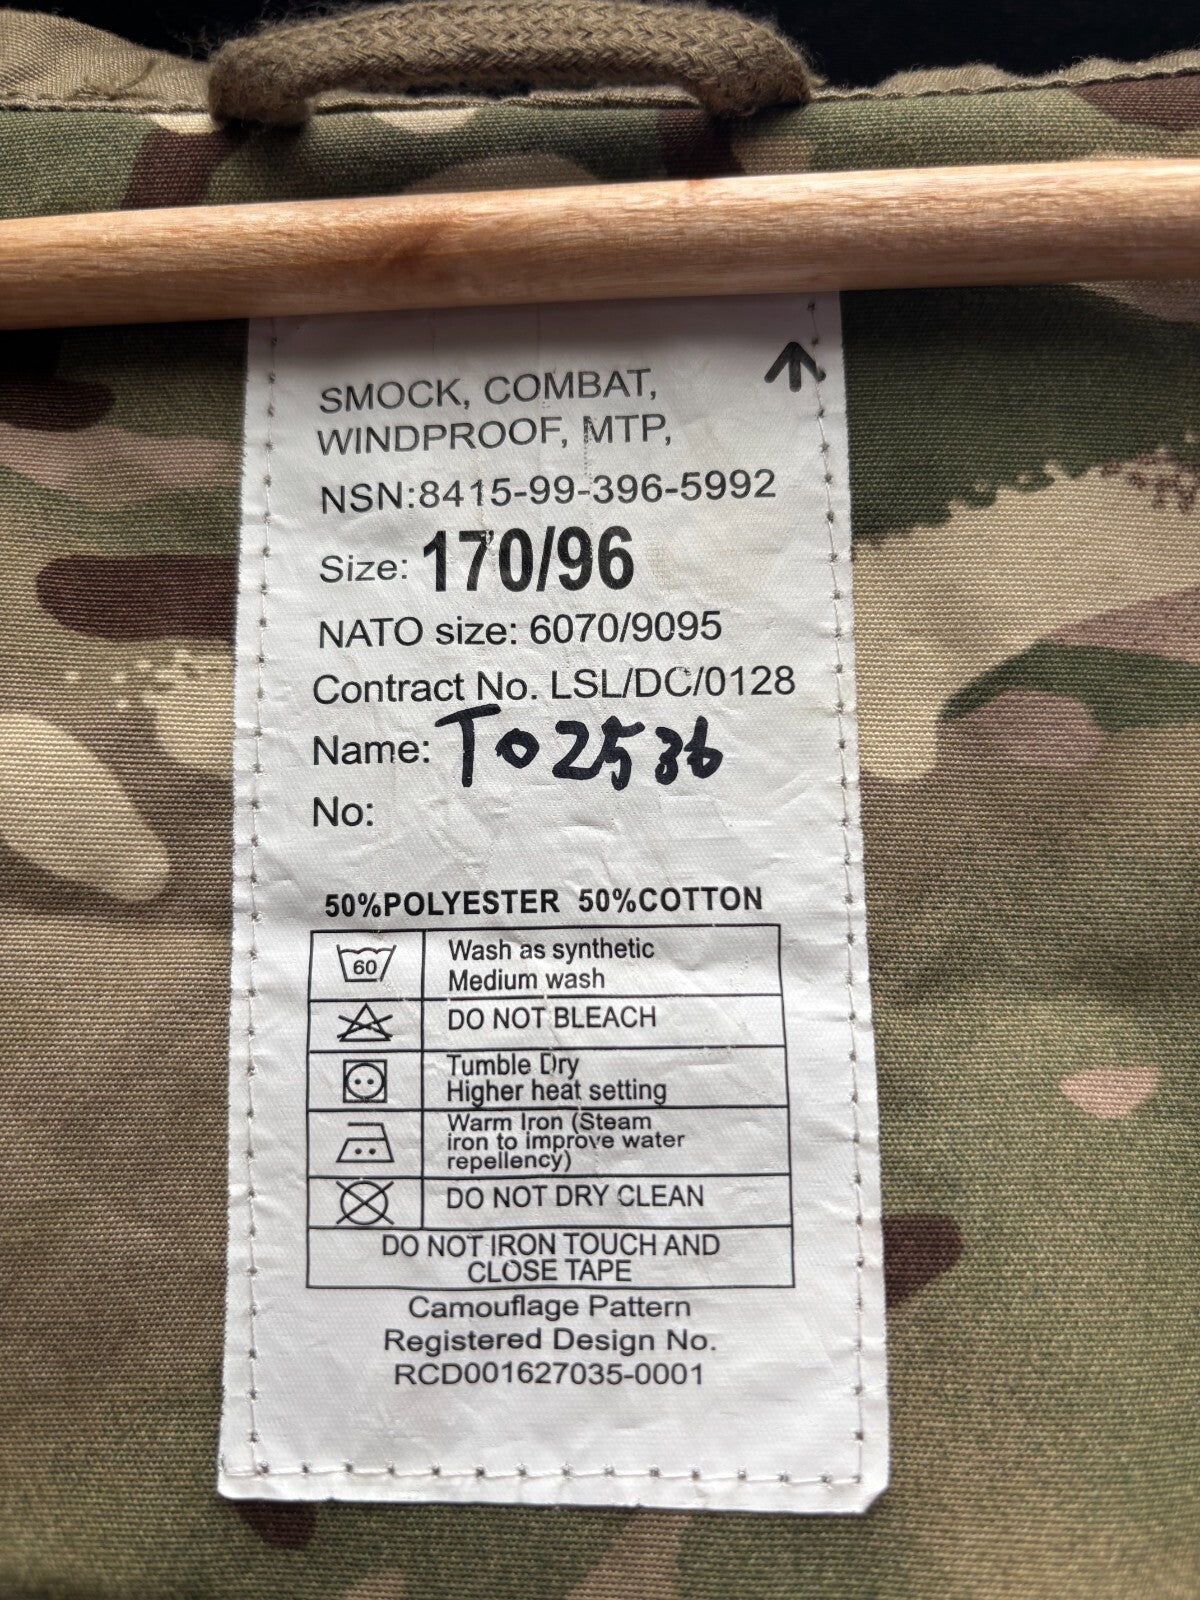 SMOCK, COMBAT,
WINDPROOF, MTP,
NSN:8415-99-396-5992
Size: 170/96
NATO size: 6070/9095
Contract No. LSL/DC/0128
Name: TO2536
No:
50%POLYESTER 50%COTTON
60
Wash as synthetic
Medium wash
DO NOT BLEACH
Tumble Dry
Higher heat setting
Warm Iron (Steam
iron to improve water
repellency)
DO NOT DRY CLEAN
DO NOT IRON TOUCH AND
CLOSE TAPE
Camouflage Pattern
Registered Design No.
RCD001627035-0001